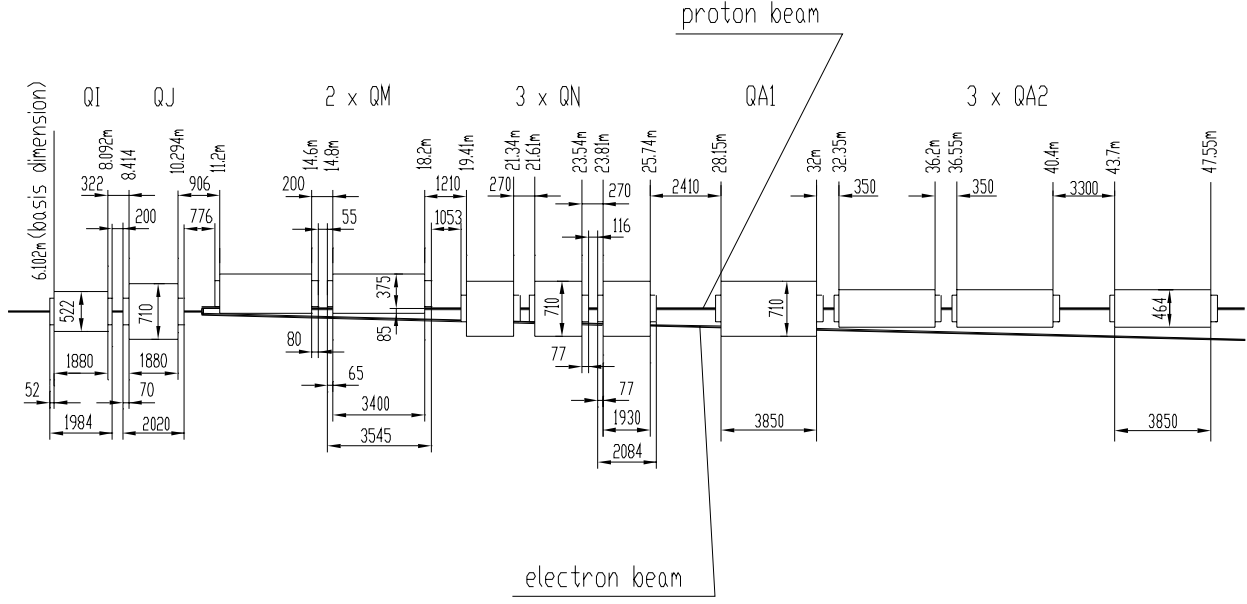 proton beam
QI
QJ
2 x QM
3 x QN
QA1
3 x QA2
6.102m (basis dimension)
8.092m
8.414
10.294m
11.2m
14.6m
14.8m
18.2m
19.41m
21.34m
21.61m
23.54m
23.81m
25.74m
28.15m
32m
32.35m
36.2m
36.55m
40.4m
43.7m
47.55m
322
906
200
1210
270
270
2410
350
350
3300
200
776
55
1053
116
522
710
375
85
710
710
464
80
65
77
77
1880
1880
52
70
3400
1930
3850
3850
1984
2020
3545
2084
electron beam